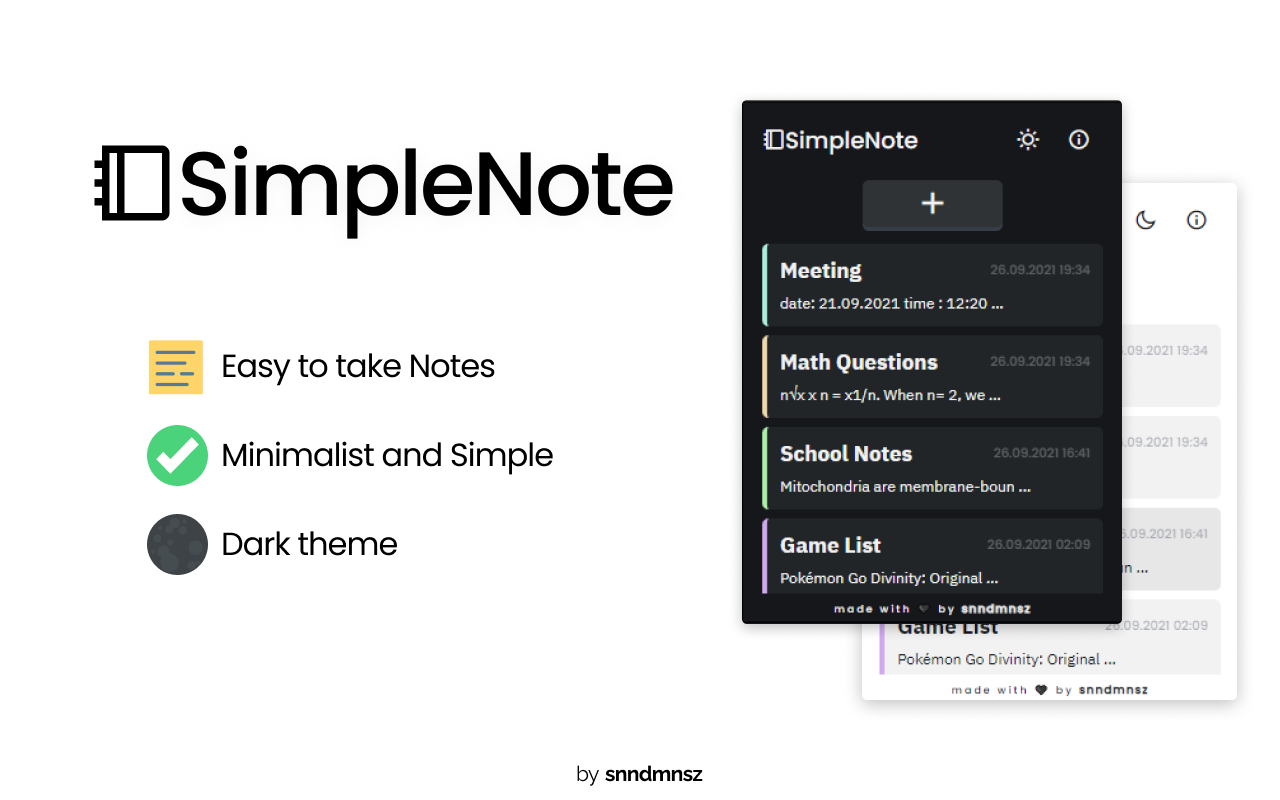 SimpleNote
Easy to take Notes
Minimalist and Simple
Dark theme
SimpleNote
+
Meeting
26.09.2021 19:34
date: 21.09.2021 time : 12:20 ...
Math Questions
26.09.2021 19:34
n√x x n = x1/n. When n= 2, we ...
School Notes
26.09.2021 16:41
Mitochondria are membrane-boun ...
Game List
26.09.2021 02:09
Pokémon Go Divinity: Original ...
made with by snndmnsz
.09.2021 19:34
.09.2021 19:34
.09.2021 16:41
un ...
Game List
26.09.2021 02:09
Pokémon Go Divinity: Original ...
made with by snndmnsz
by snndmnsz